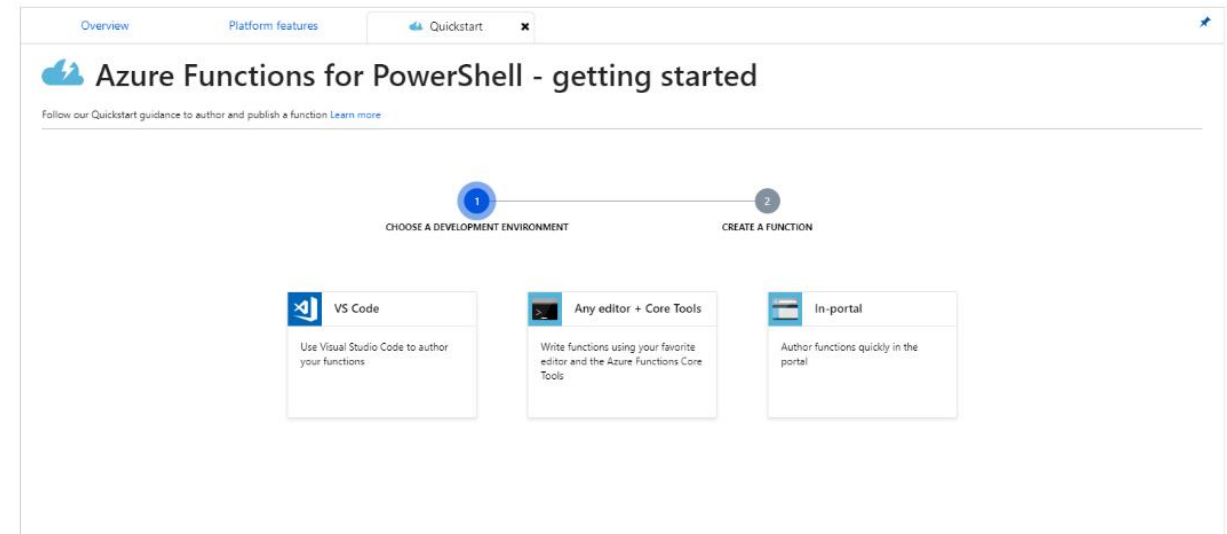 Overview Platform features Quickstart ✖
Azure Functions for PowerShell - getting started
Follow our Quickstart guidance to author and publish a function Learn more
1 2
CHOOSE A DEVELOPMENT ENVIRONMENT CREATE A FUNCTION
VS Code
Use Visual Studio Code to author
your functions
>_ Any editor + Core Tools
Write functions using your favorite
editor and the Azure Functions Core
Tools
In-portal
Author functions quickly in the
portal